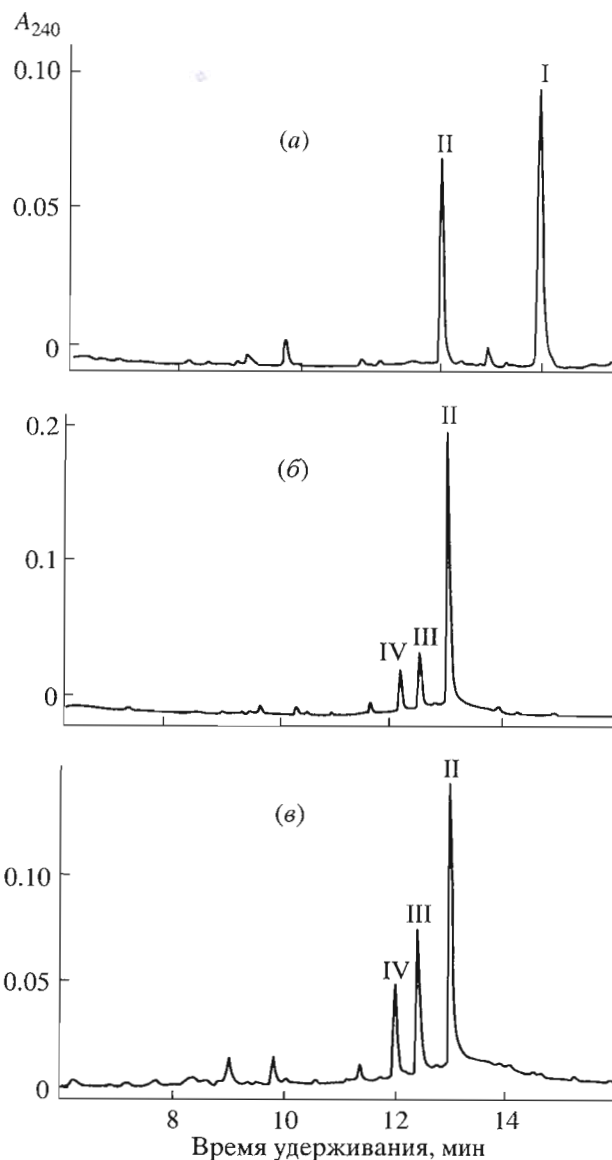 A240
0.10
I
(а)
II
0.05
0
0.2
II
(б)
0.1
IV III
0
II
(в)
0.10
III
IV
0.05
0
8 10 12 14
Время удерживания, мин